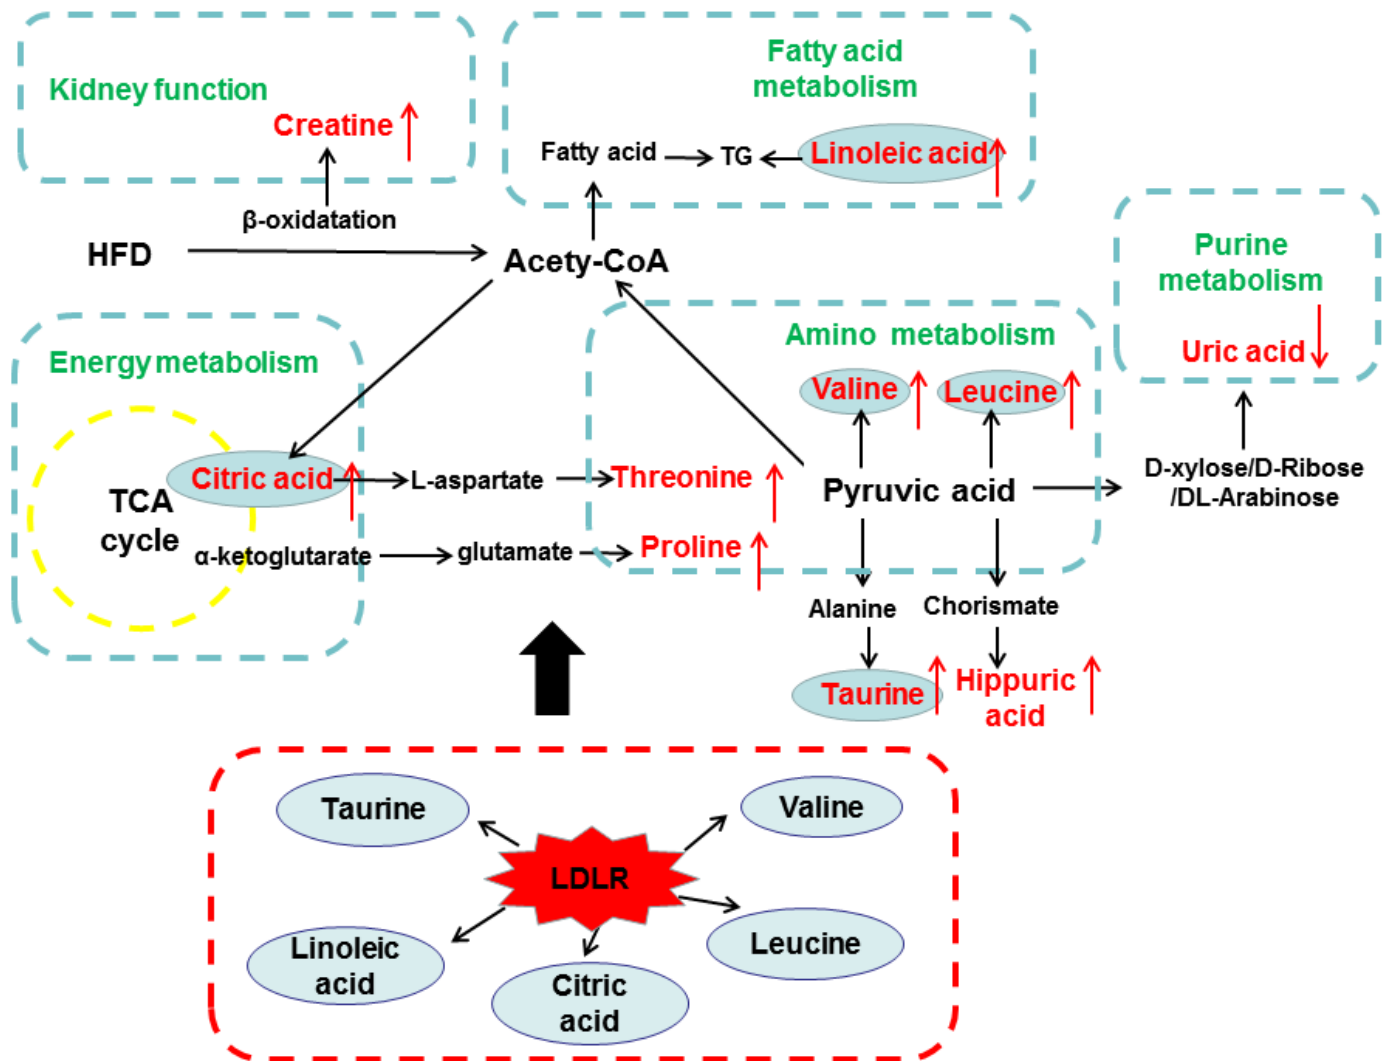 Kidney function
Creatine
β-oxidatation
HFD
Fatty acid
metabolism
Fatty acid
TG
Linoleic acid
Acety-CoA
Purine
metabolism
Uric acid
D-xylose/D-Ribose
/DL-Arabinose
Energy metabolism
TCA
cycle
Citric acid
L-aspartate
α-ketoglutarate
glutamate
Amino metabolism
Valine
Leucine
Threonine
Proline
Pyruvic acid
Alanine
Chorismate
Taurine
Hippuric
acid
Taurine
Valine
LDLR
Linoleic
acid
Citric
acid
Leucine